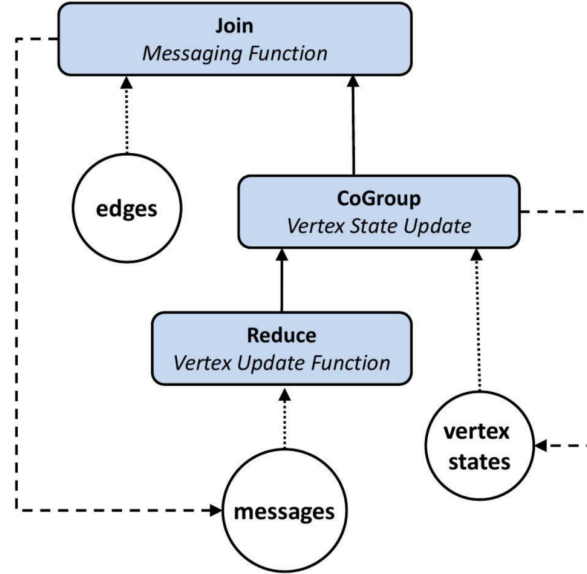 Join
Messaging Function
edges
CoGroup
Vertex State Update
Reduce
Vertex Update Function
vertex
states
messages